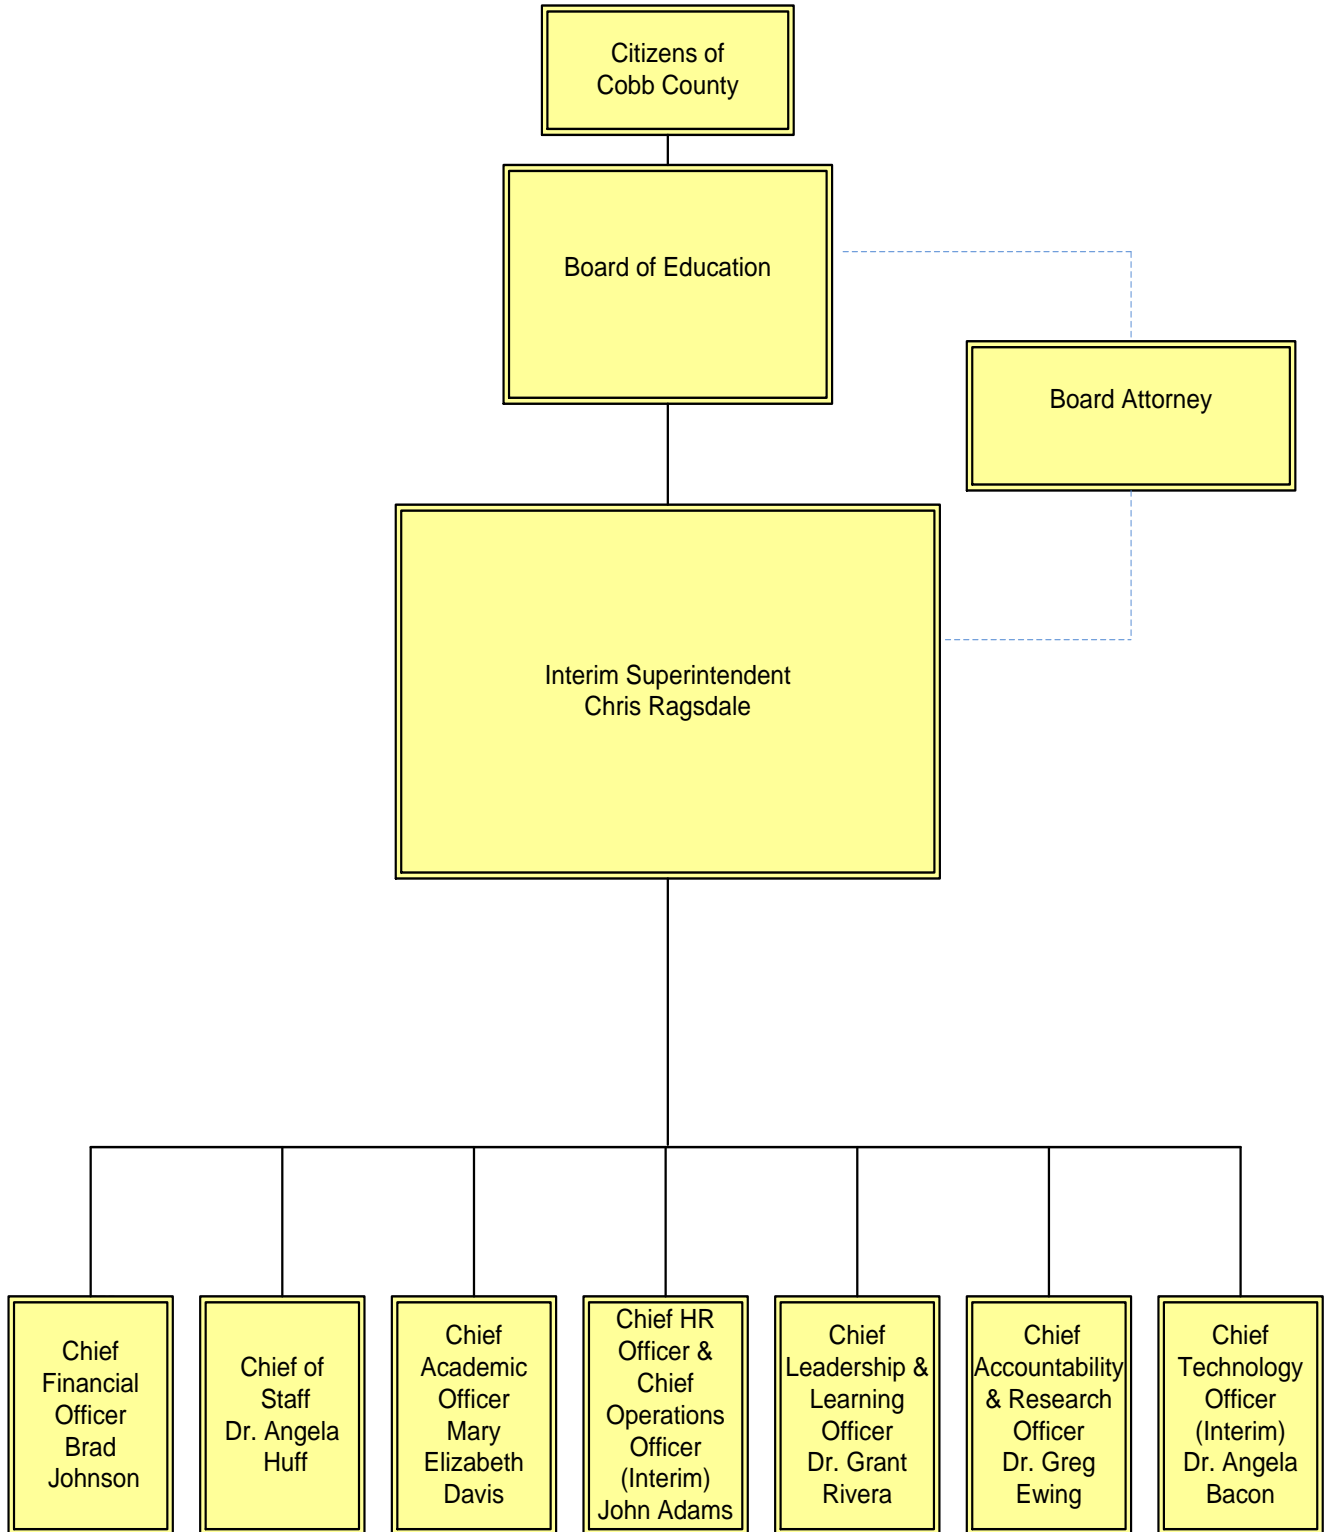 Citizens of
Cobb County
Board of Education
Board Attorney
Interim Superintendent
Chris Ragsdale
Chief
Financial
Officer
Brad
Johnson
Chief of
Staff
Dr. Angela
Huff
Chief
Academic
Officer
Mary
Elizabeth
Davis
Chief HR
Officer &
Chief
Operations
Officer
(Interim)
John Adams
Chief
Leadership &
Learning
Officer
Dr. Grant
Rivera
Chief
Accountability
& Research
Officer
Dr. Greg
Ewing
Chief
Technology
Officer
(Interim)
Dr. Angela
Bacon